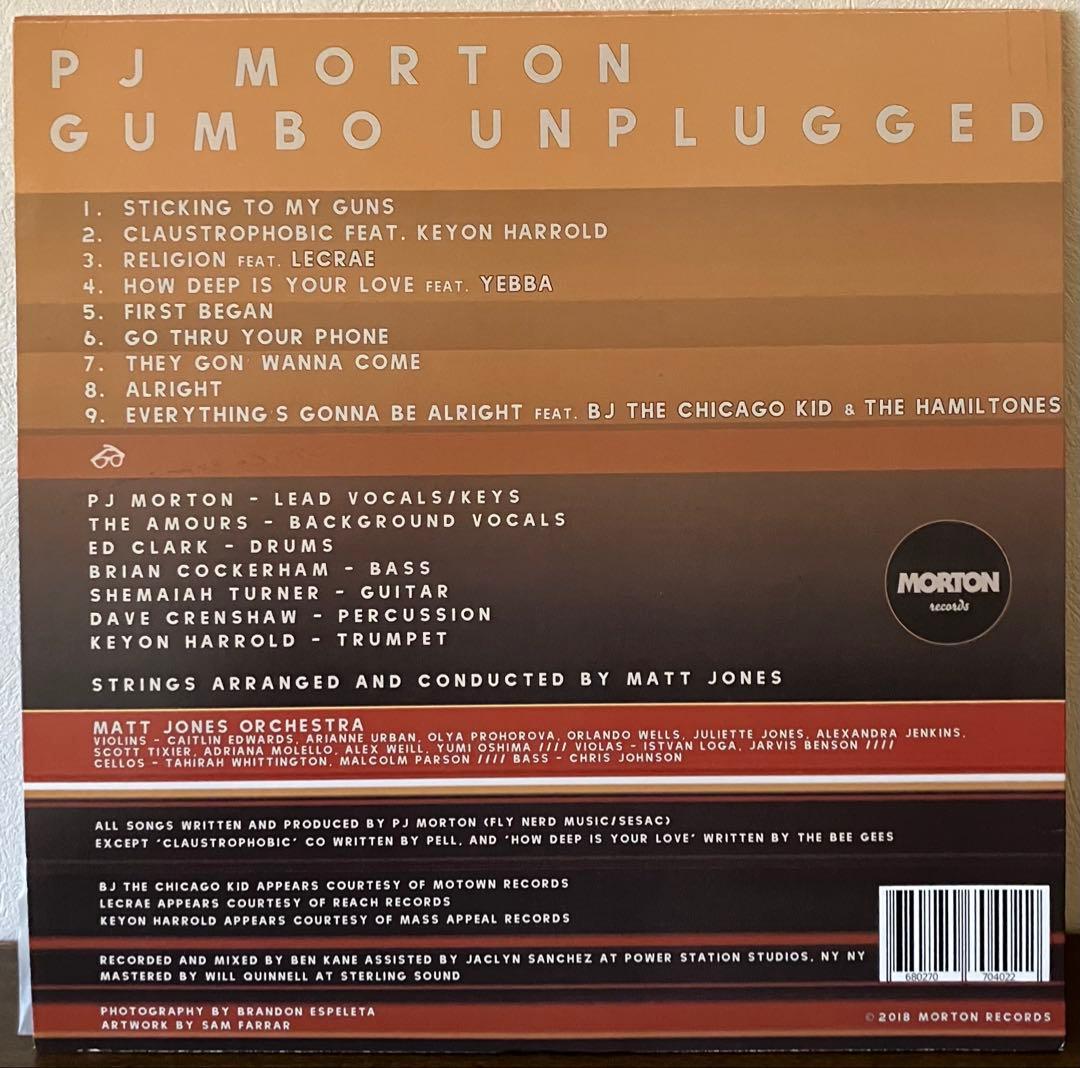 PJ MORTON
GUMBO UNPLUGGED
1. STICKING TO MY GUNS
2. CLAUSTROPHOBIC FEAT. KEYON HARROLD
3. RELIGION FEAT. LECRAE
4. HOW DEEP IS YOUR LOVE FEAT. YEBBA
5. FIRST BEGAN
6. GO THRU YOUR PHONE
7. THEY GON' WANNA COME
8. ALRIGHT
9. EVERYTHING'S GONNA BE ALRIGHT FEAT. BJ THE CHICAGO KID & THE HAMILTONES
PJ MORTON - LEAD VOCALS/KEYS
THE AMOURS - BACKGROUND VOCALS
ED CLARK - DRUMS
BRIAN COCKERHAM - BASS
SHEMAIAH TURNER - GUITAR
DAVE CRENSHAW - PERCUSSION
KEYON HARROLD - TRUMPET
MORTON
records
STRINGS ARRANGED AND CONDUCTED BY MATT JONES
MATT JONES ORCHESTRA
VIOLINS - CAITLIN EDWARDS, ARIANNE URBAN, OLYA PROHOROVA, ORLANDO WELLS, JULIETTE JONES, ALEXANDRA JENKINS,
SCOTT TIXIER, ADRIANA MOLELLO, ALEX WEILL, YUMI OSHIMA //// VIOLAS - ISTVAN LOGA, JARVIS BENSON ////
CELLOS - TAHIRAH WHITTINGTON, MALCOLM PARSON //// BASS - CHRIS JOHNSON
ALL SONGS WRITTEN AND PRODUCED BY PJ MORTON (FLY NERD MUSIC/SESAC)
EXCEPT "CLAUSTROPHOBIC" CO WRITTEN BY PELL, AND "HOW DEEP IS YOUR LOVE" WRITTEN BY THE BEE GEES
BJ THE CHICAGO KID APPEARS COURTESY OF MOTOWN RECORDS
LECRAE APPEARS COURTESY OF REACH RECORDS
KEYON HARROLD APPEARS COURTESY OF MASS APPEAL RECORDS
RECORDED AND MIXED BY BEN KANE ASSISTED BY JACLYN SANCHEZ AT POWER STATION STUDIOS, NY NY
MASTERED BY WILL QUINNELL AT STERLING SOUND
680270 704022
PHOTOGRAPHY BY BRANDON ESPELETA
ARTWORK BY SAM FARRAR
© 2018 MORTON RECORDS